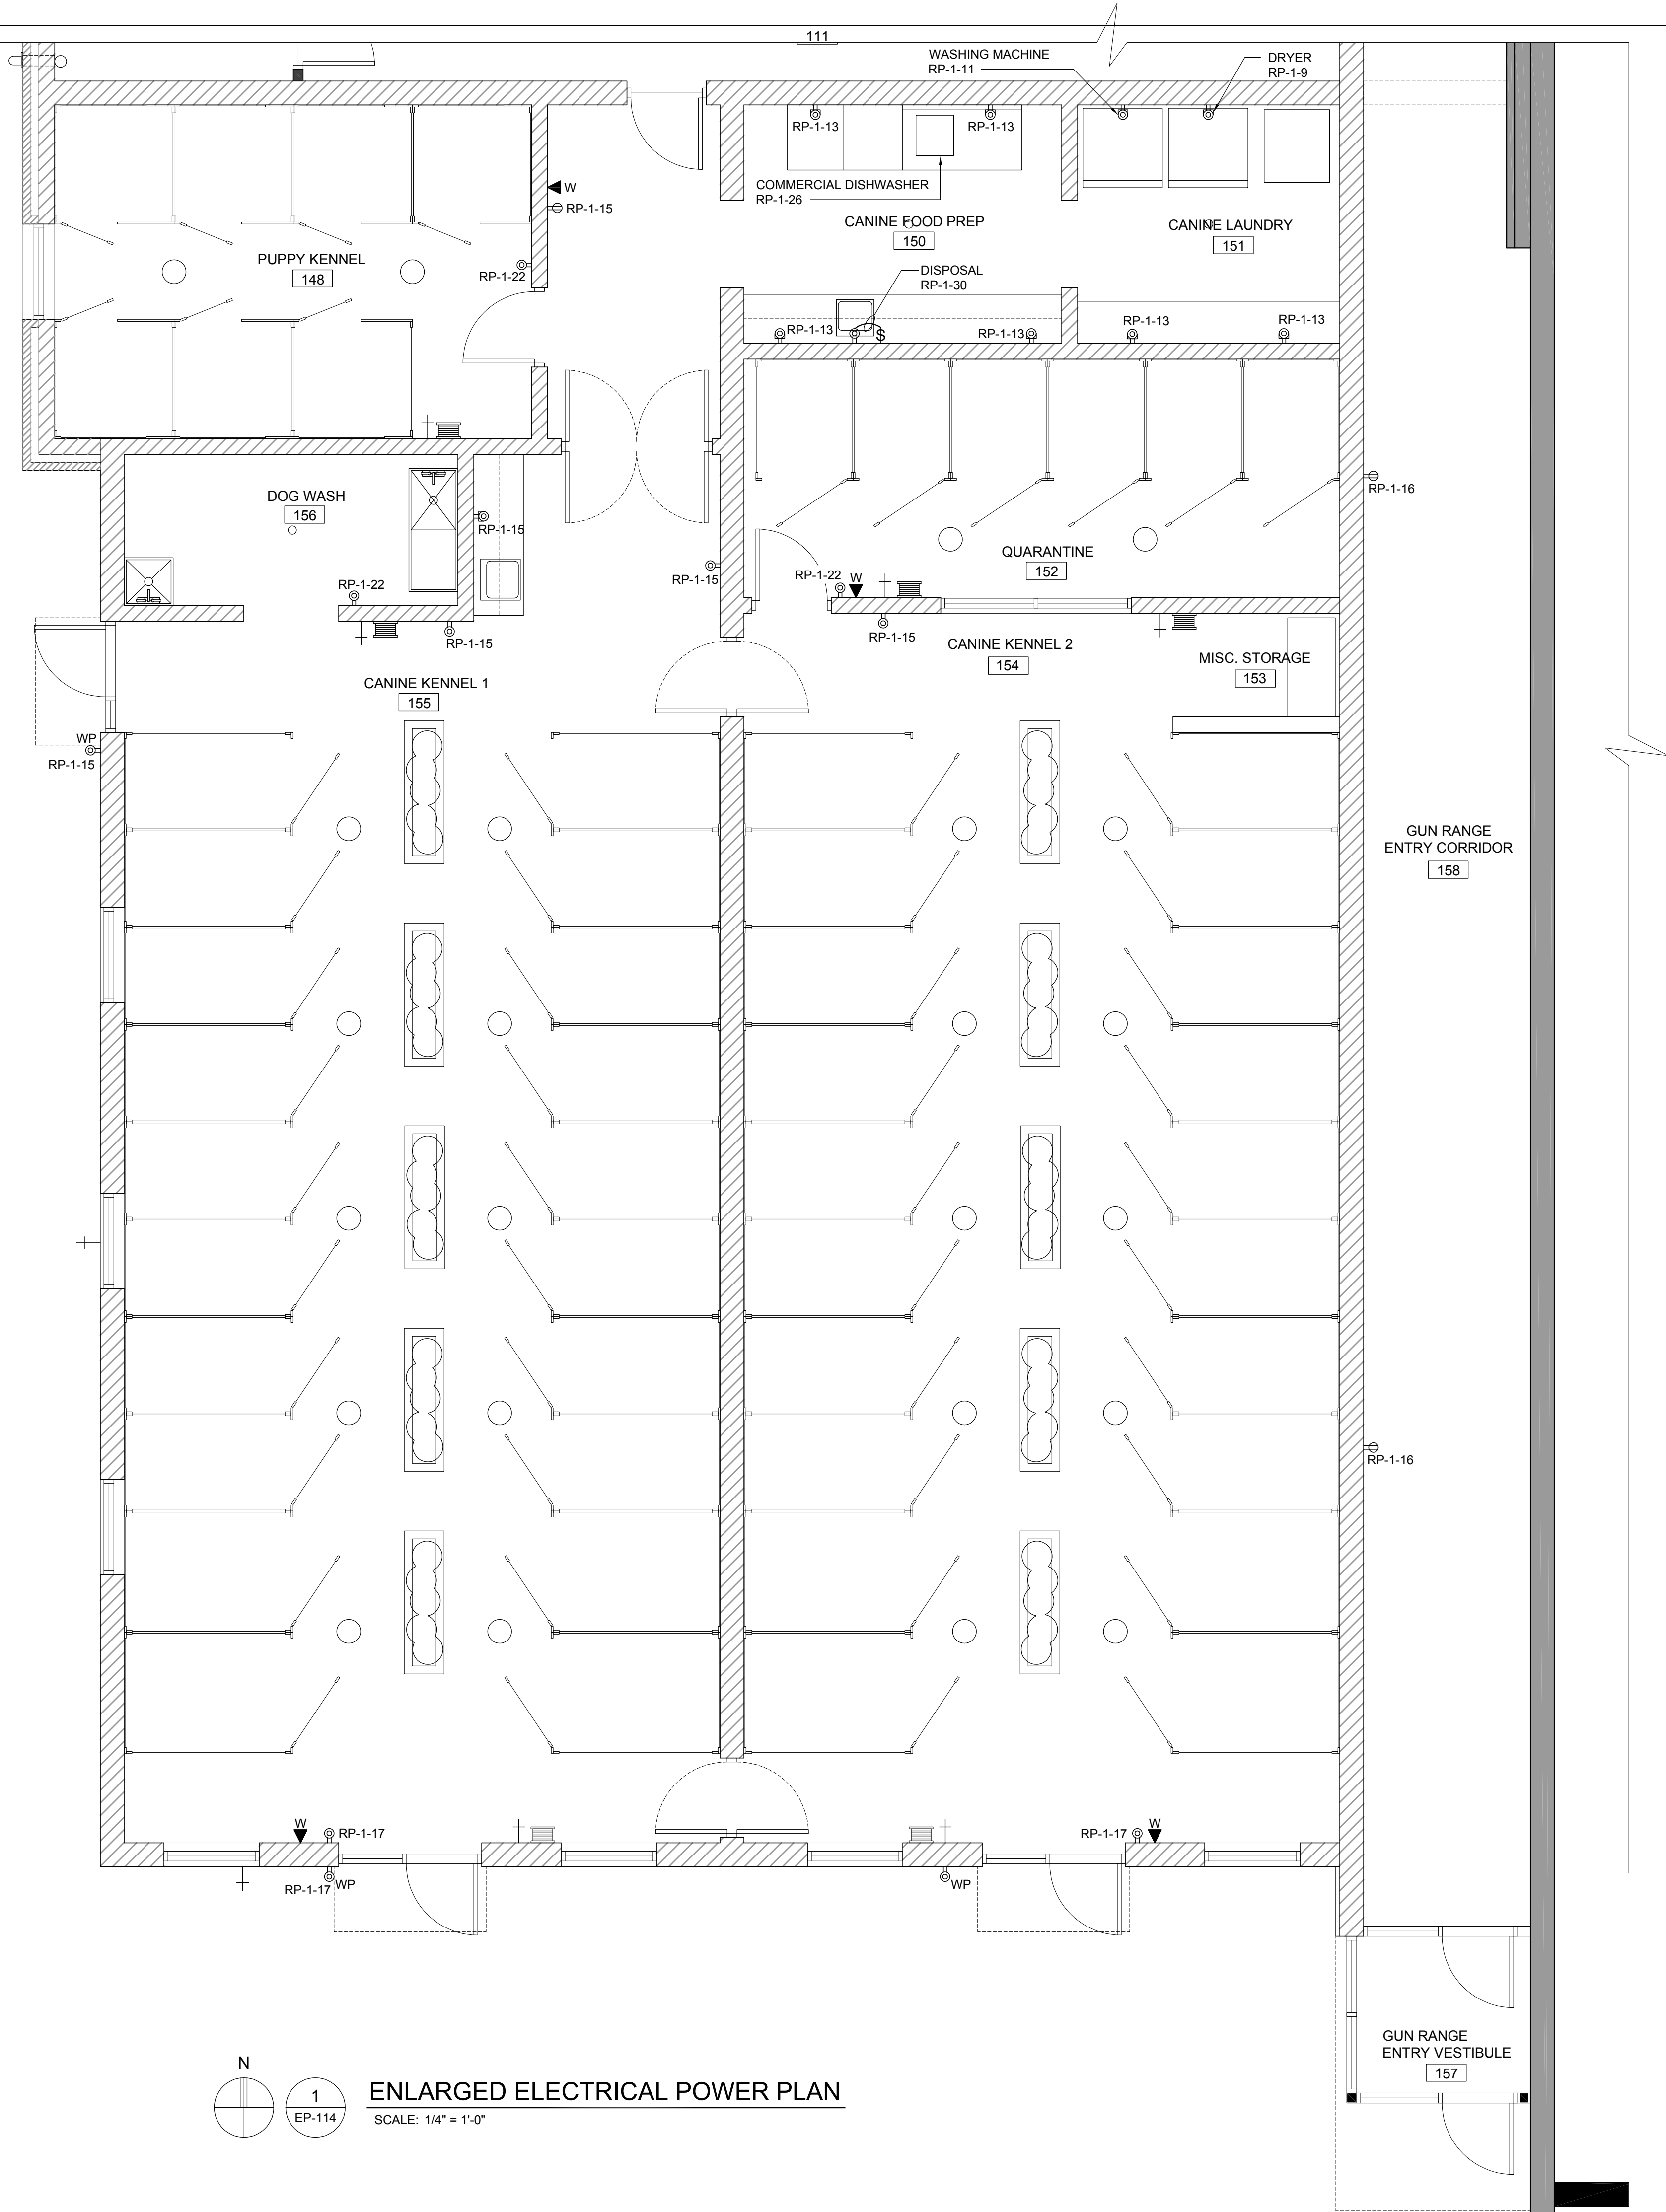 111
WASHING MACHINE
RP-1-11
DRYER
RP-1-9
RP-1-13
RP-1-13
COMMERCIAL DISHWASHER
RP-1-26
W
RP-1-15
CANINE FOOD PREP
150
CANINE LAUNDRY
151
PUPPY KENNEL
148
RP-1-22
DISPOSAL
RP-1-30
RP-1-13
$
RP-1-13
RP-1-13
RP-1-13
RP-1-16
DOG WASH
156
RP-1-15
QUARANTINE
152
RP-1-15
RP-1-22
W
RP-1-22
RP-1-15
RP-1-15
CANINE KENNEL 2
154
MISC. STORAGE
153
CANINE KENNEL 1
155
WP
RP-1-15
GUN RANGE
ENTRY CORRIDOR
158
RP-1-16
W
RP-1-17
RP-1-17
W
RP-1-17
WP
WP
GUN RANGE
ENTRY VESTIBULE
157
N
1
EP-114
ENLARGED ELECTRICAL POWER PLAN
SCALE: 1/4" = 1'-0"